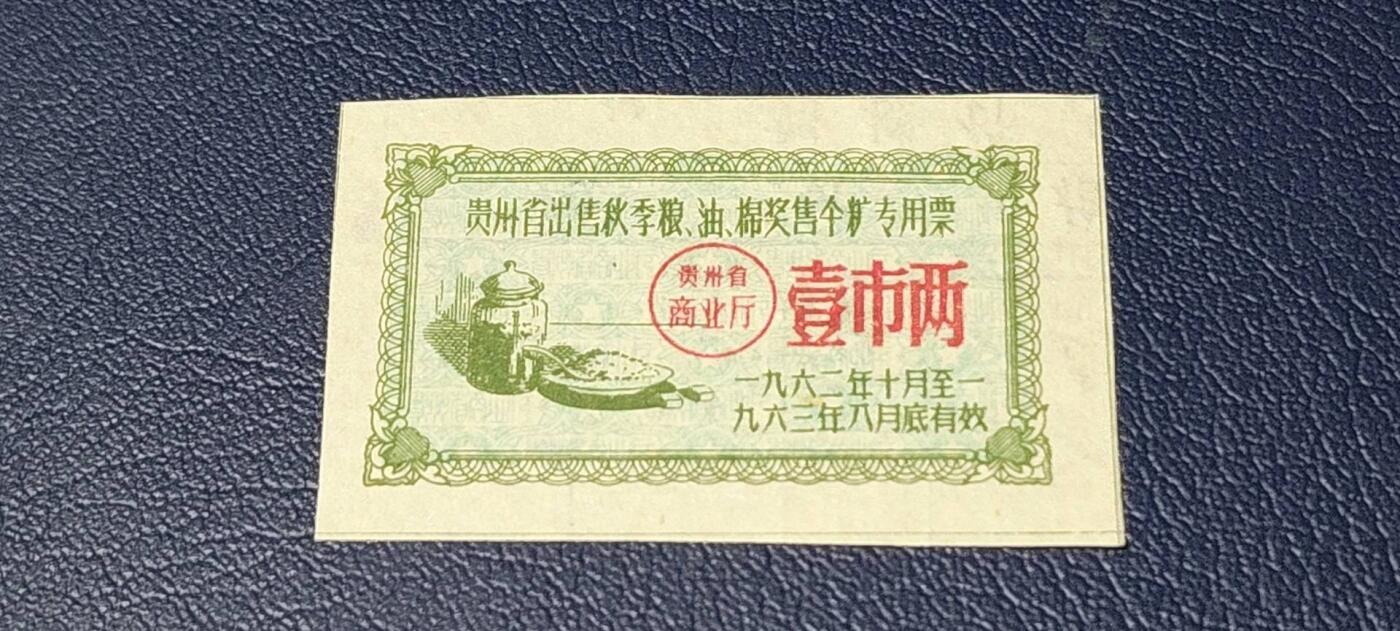 贵州省出售秋季粮、油、棉奖售专用票
贵州省
商业厅
壹市两
一九六二年十月至一
九六三年八月底有效